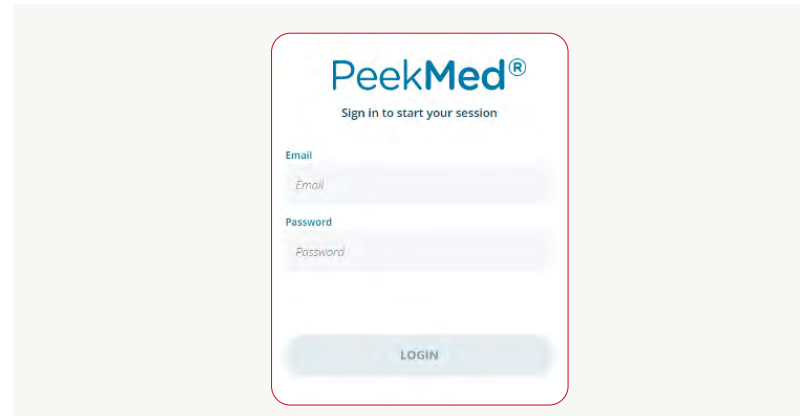 PeekMed®
Sign in to start your session
Email
Email
Password
Password
LOGIN